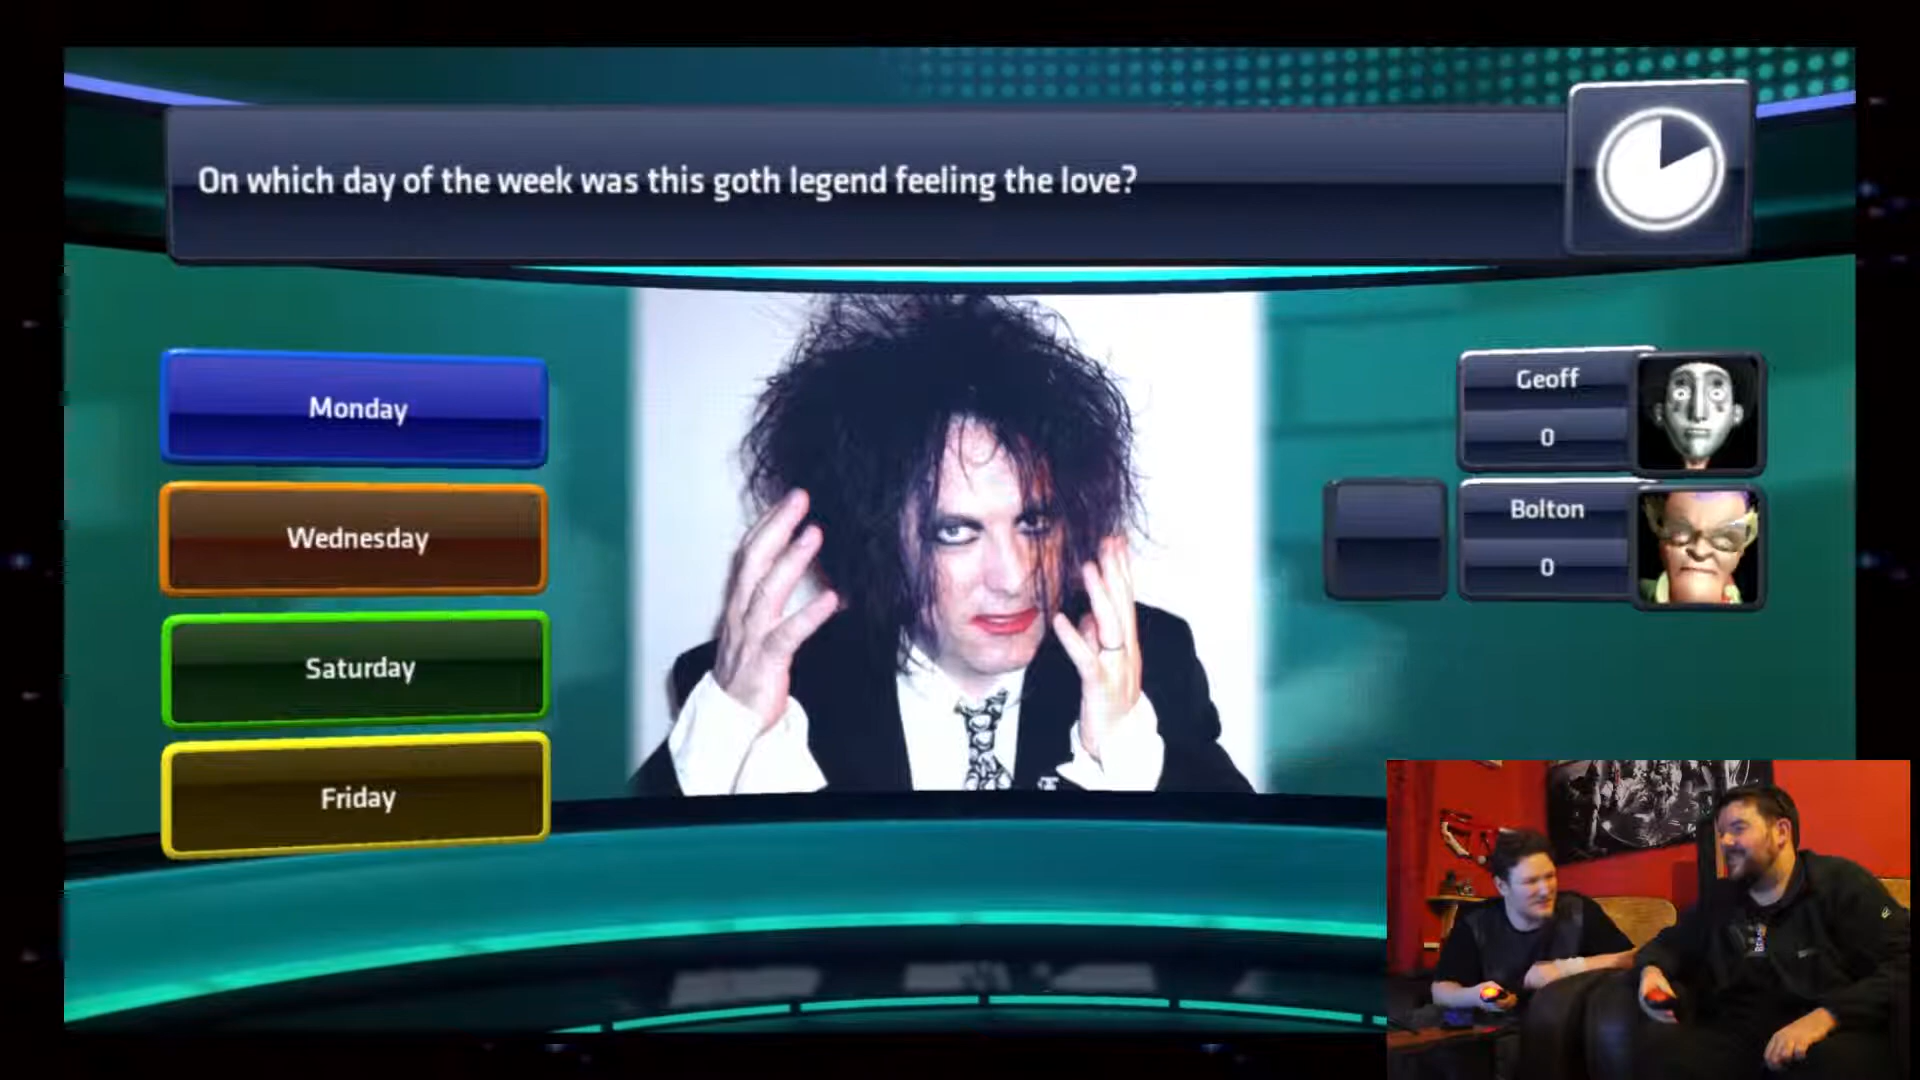 On which day of the week was this goth legend feeling the love?
Monday
Wednesday
Saturday
Friday
Geoff
0
Bolton
0